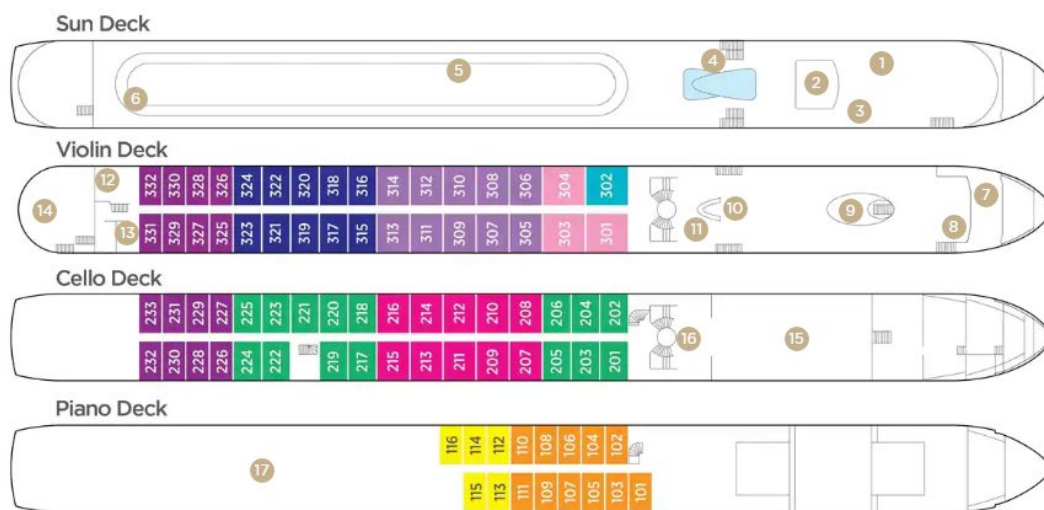 Sun Deck
4 1
5 2
6 3
Violin Deck
12 332 330 328 326 324 322 320 318 316 314 312 310 308 306 304 302 7
14 10 9
13 331 329 327 325 323 321 319 317 315 313 311 309 307 305 303 301 11 8
Cello Deck
233 231 229 227 225 223 221 220 218 216 214 212 210 208 206 204 202
16 15
232 230 228 226 224 222 219 217 215 213 211 209 207 205 203 201
Piano Deck
116 114 112 110 108 106 104 102
17
115 113 111 109 107 105 103 101